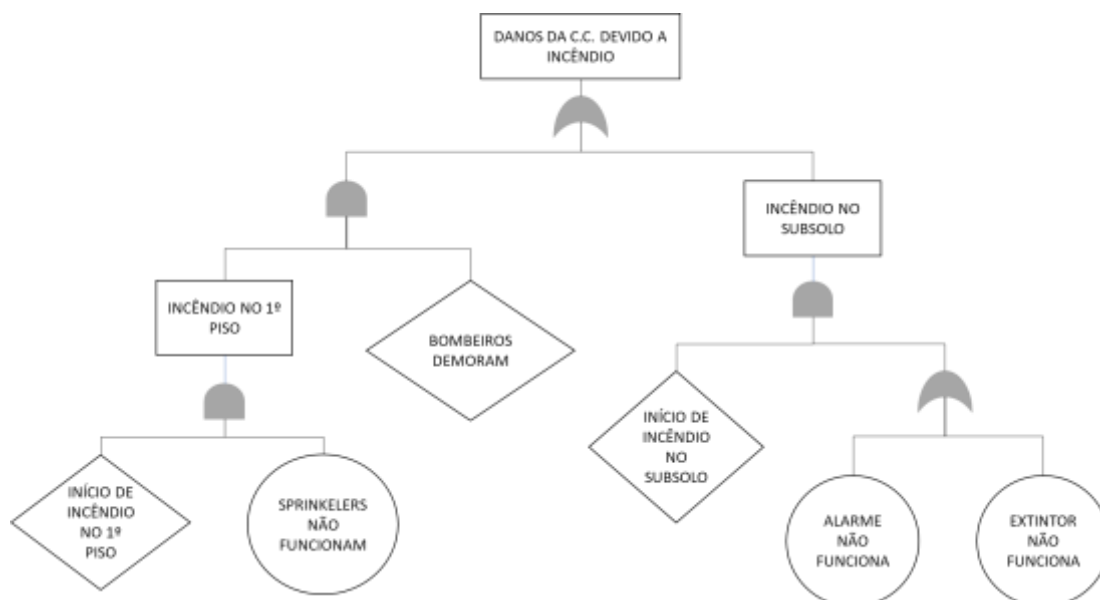 DANOS DA C.C. DEVIDO A
INCÊNDIO
INCÊNDIO NO
SUBSOLO
INCÊNDIO NO 1º
PISO
BOMBEIROS
DEMORAM
INÍCIO DE
INCÊNDIO
NO
SUBSOLO
INÍCIO DE
INCÊNDIO
NO 1º
PISO
SPRINKELERS
NÃO
FUNCIONAM
ALARME
NÃO
FUNCIONA
EXTINTOR
NÃO
FUNCIONA